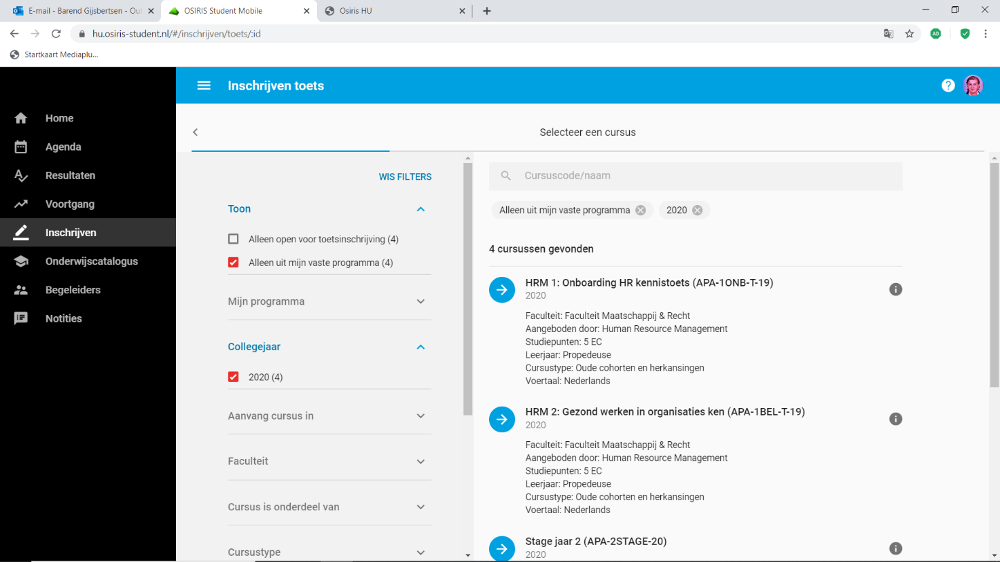 E-mail - Barend Gijsbertsen - Ou
OSIRIS Student Mobile
Osiris HU
hu.osiris-student.nl/#/inschrijven/toets/:id
AD
Startkaart Mediaplu...
Inschrijven toets
Home
Agenda
Resultaten
Voortgang
Inschrijven
Onderwijscatalogus
Begeleiders
Notities
Selecteer een cursus
WIS FILTERS
Toon
Alleen open voor toetsinschrijving (4)
Alleen uit mijn vaste programma (4)
Mijn programma
Collegejaar
2020 (4)
Aanvang cursus in
Faculteit
Cursus is onderdeel van
Cursustype
Cursuscode/naam
Alleen uit mijn vaste programma
2020
4 cursussen gevonden
HRM 1: Onboarding HR kennistoets (APA-1ONB-T-19)
2020
Faculteit: Faculteit Maatschappij & Recht
Aangeboden door: Human Resource Management
Studiepunten: 5 EC
Leerjaar: Propedeuse
Cursustype: Oude cohorten en herkansingen
Voertaal: Nederlands
HRM 2: Gezond werken in organisaties ken (APA-1BEL-T-19)
2020
Faculteit: Faculteit Maatschappij & Recht
Aangeboden door: Human Resource Management
Studiepunten: 5 EC
Leerjaar: Propedeuse
Cursustype: Oude cohorten en herkansingen
Voertaal: Nederlands
Stage jaar 2 (APA-2STAGE-20)
2020